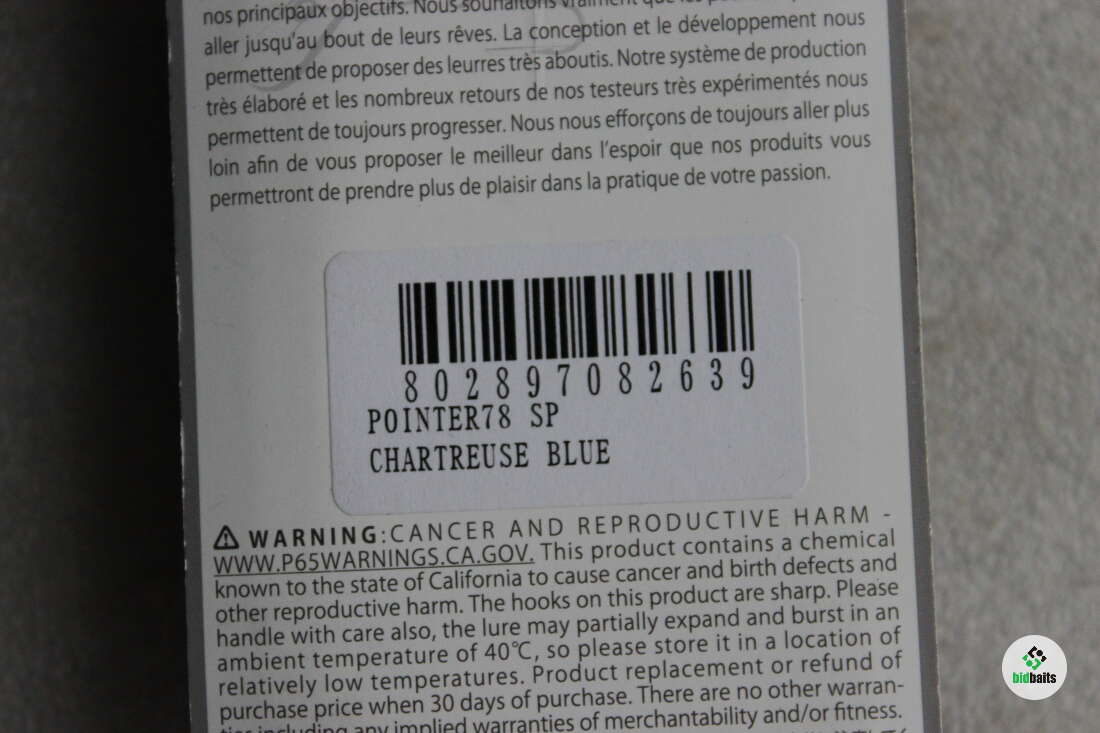 nos principaux objectifs. Nous souhaitons vraiment que les
aller jusqu'au bout de leurs rêves. La conception et le développement nous
permettent de proposer des leurres très aboutis. Notre système de production
très élaboré et les nombreux retours de nos testeurs très expérimentés nous
permettent de toujours progresser. Nous nous efforçons de toujours aller plus
loin afin de vous proposer le meilleur dans l'espoir que nos produits vous
permettront de prendre plus de plaisir dans la pratique de votre passion.
802897082639
POINTER78 SP
CHARTREUSE BLUE
⚠ WARNING:CANCER AND REPRODUCTIVE HARM -
WWW.P65WARNINGS.CA.GOV. This product contains a chemical
known to the state of California to cause cancer and birth defects and
other reproductive harm. The hooks on this product are sharp. Please
handle with care also, the lure may partially expand and burst in an
ambient temperature of 40℃, so please store it in a location of
relatively low temperatures. Product replacement or refund of
purchase price when 30 days of purchase. There are no other warran-
ties including any implied warranties of merchantability and/or fitness.
bidbaits